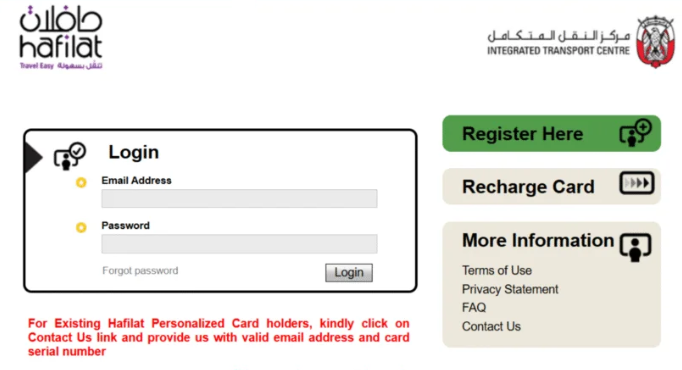 حافلات
hafilat
Travel Easy تنقّل بسهولة
مركز النقل المتكامل
INTEGRATED TRANSPORT CENTRE
Login
Email Address
Password
Forgot password
Login
For Existing Hafilat Personalized Card holders, kindly click on
Contact Us link and provide us with valid email address and card
serial number
Register Here
Recharge Card
More Information
Terms of Use
Privacy Statement
FAQ
Contact Us